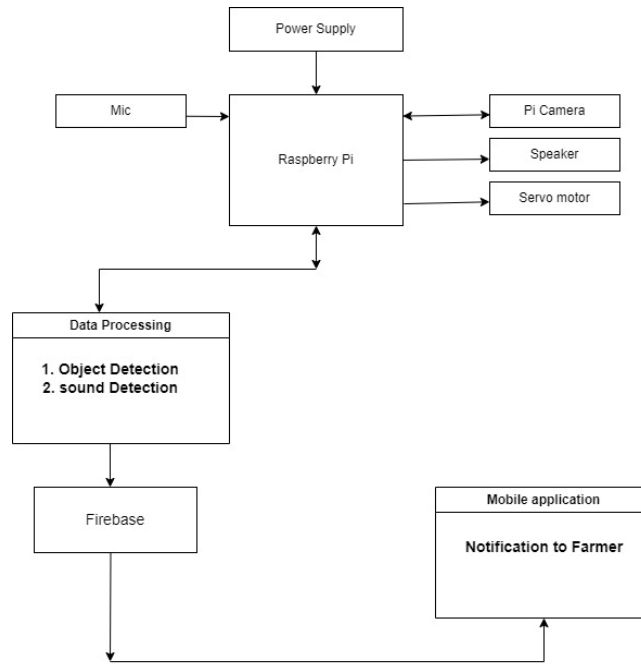 Power Supply
Mic
Raspberry Pi
Pi Camera
Speaker
Servo motor
Data Processing
1. Object Detection
2. sound Detection
Firebase
Mobile application
Notification to Farmer